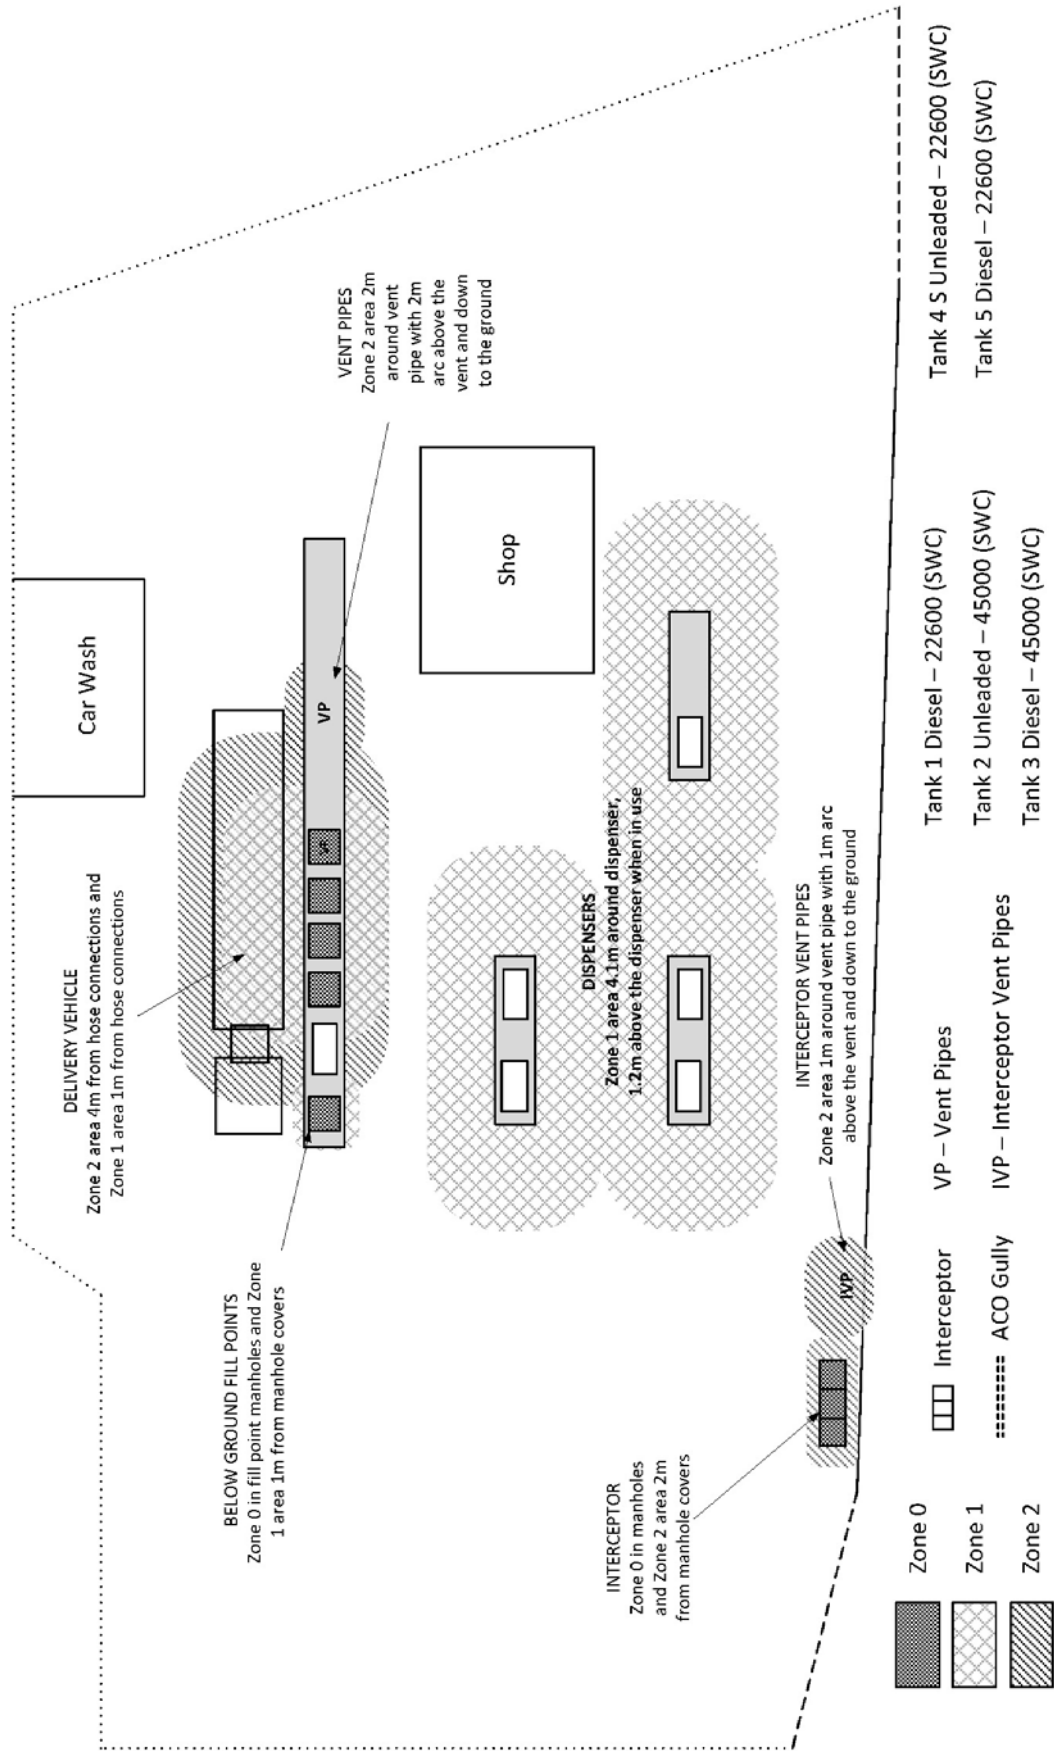 Car Wash
DELIVERY VEHICLE
Zone 2 area 4m from hose connections and
Zone 1 area 1m from hose connections
VENT PIPES
Zone 2 area 2m
around vent
pipe with 2m
arc above the
vent and down
to the ground
VP
BELOW GROUND FILL POINTS
Zone 0 in fill point manholes and Zone
1 area 1m from manhole covers
Shop
DISPENSERS
Zone 1 area 4.1m around dispenser,
1.2m above the dispenser when in use
INTERCEPTOR
Zone 0 in manholes
and Zone 2 area 2m
from manhole covers
INTERCEPTOR VENT PIPES
Zone 2 area 1m around vent pipe with 1m arc
above the vent and down to the ground
IVP
Zone 0
Zone 1
Zone 2
Interceptor
ACO Gully
VP – Vent Pipes
IVP – Interceptor Vent Pipes
Tank 1 Diesel – 22600 (SWC)
Tank 2 Unleaded – 45000 (SWC)
Tank 3 Diesel – 45000 (SWC)
Tank 4 S Unleaded – 22600 (SWC)
Tank 5 Diesel – 22600 (SWC)